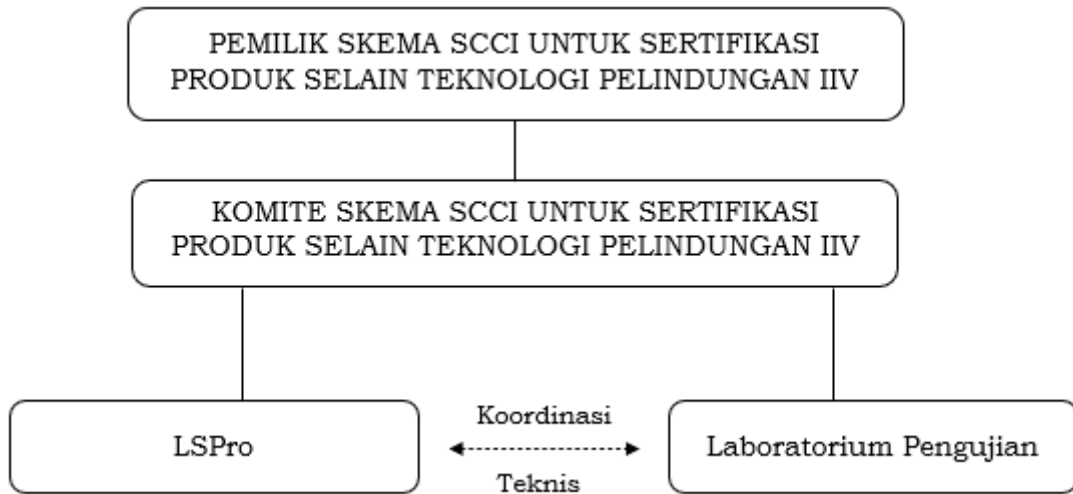 PEMILIK SKEMA SCCI UNTUK SERTIFIKASI
PRODUK SELAIN TEKNOLOGI PELINDUNGAN IIV
KOMITE SKEMA SCCI UNTUK SERTIFIKASI
PRODUK SELAIN TEKNOLOGI PELINDUNGAN IIV
LSPro
Koordinasi
Teknis
Laboratorium Pengujian